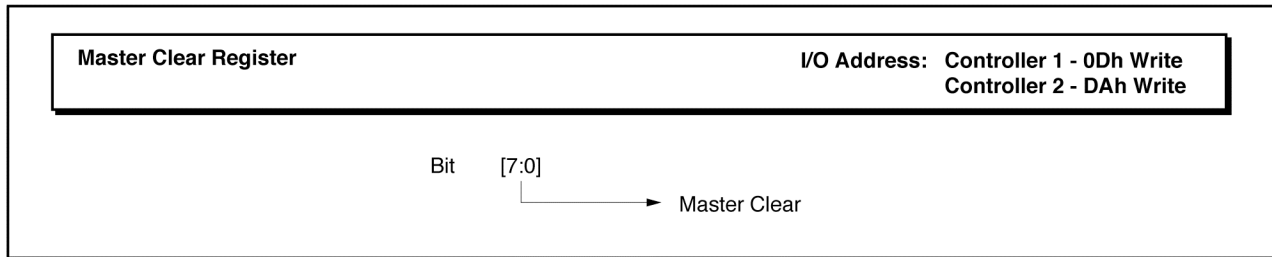 Master Clear Register
I/O Address: Controller 1 - 0Dh Write
Controller 2 - DAh Write
Bit [7:0]
Master Clear